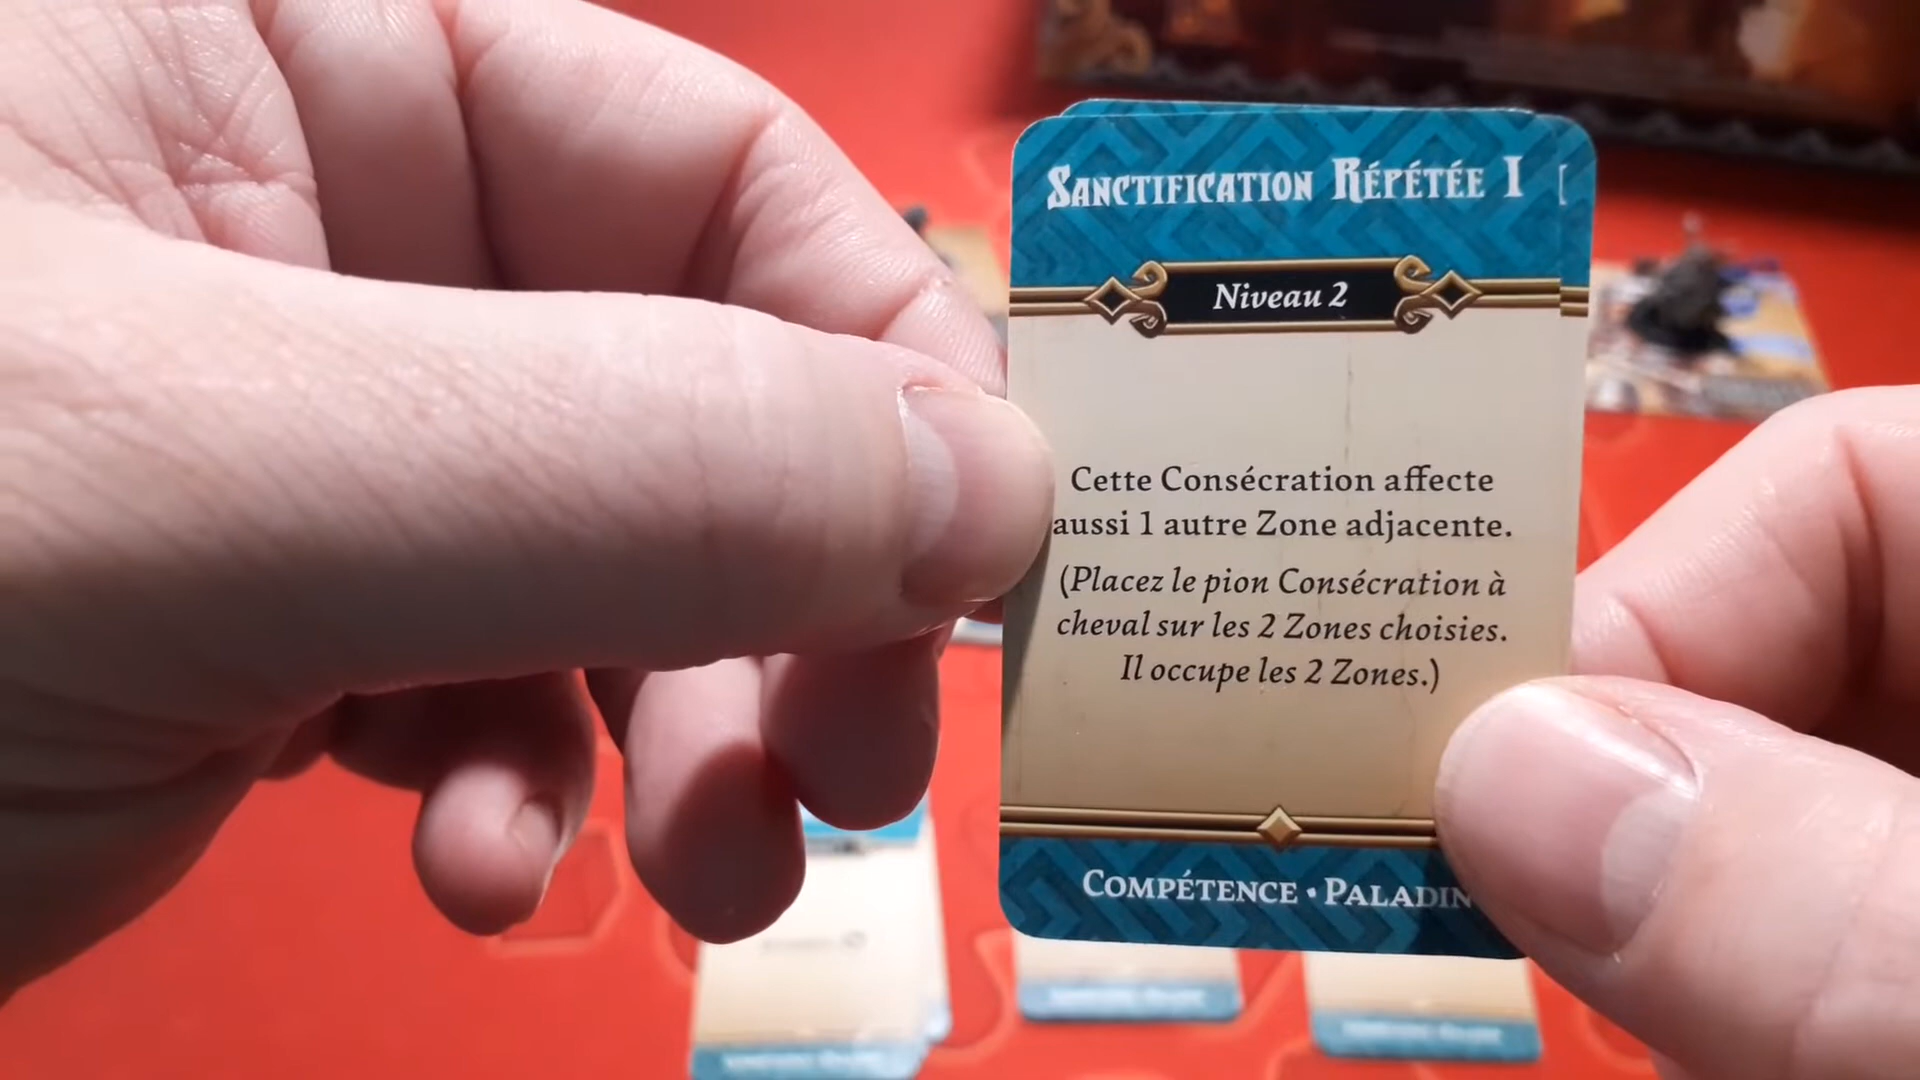 Sanctification Répétée I
Niveau 2
Cette Consécration affecte
aussi 1 autre Zone adjacente.
(Placez le pion Consécration à
cheval sur les 2 Zones choisies.
Il occupe les 2 Zones.)
Compétence • Paladin